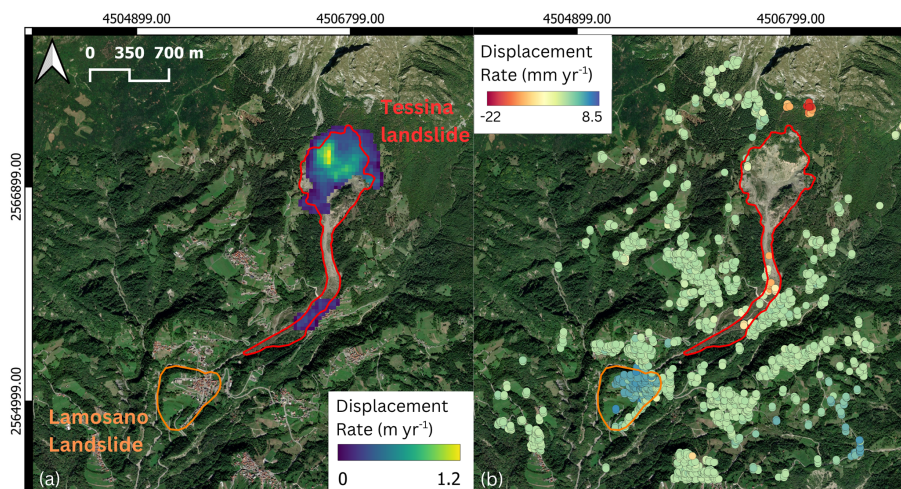 4504899.00
4506799.00
4504899.00
4506799.00
0 350 700 m
Displacement
Rate (mm yr-1)
-22
8.5
Tessina
landslide
2566899.00
2564999.00
Lamosano
Landslide
Displacement
Rate (m yr-1)
0
1.2
(a)
(b)